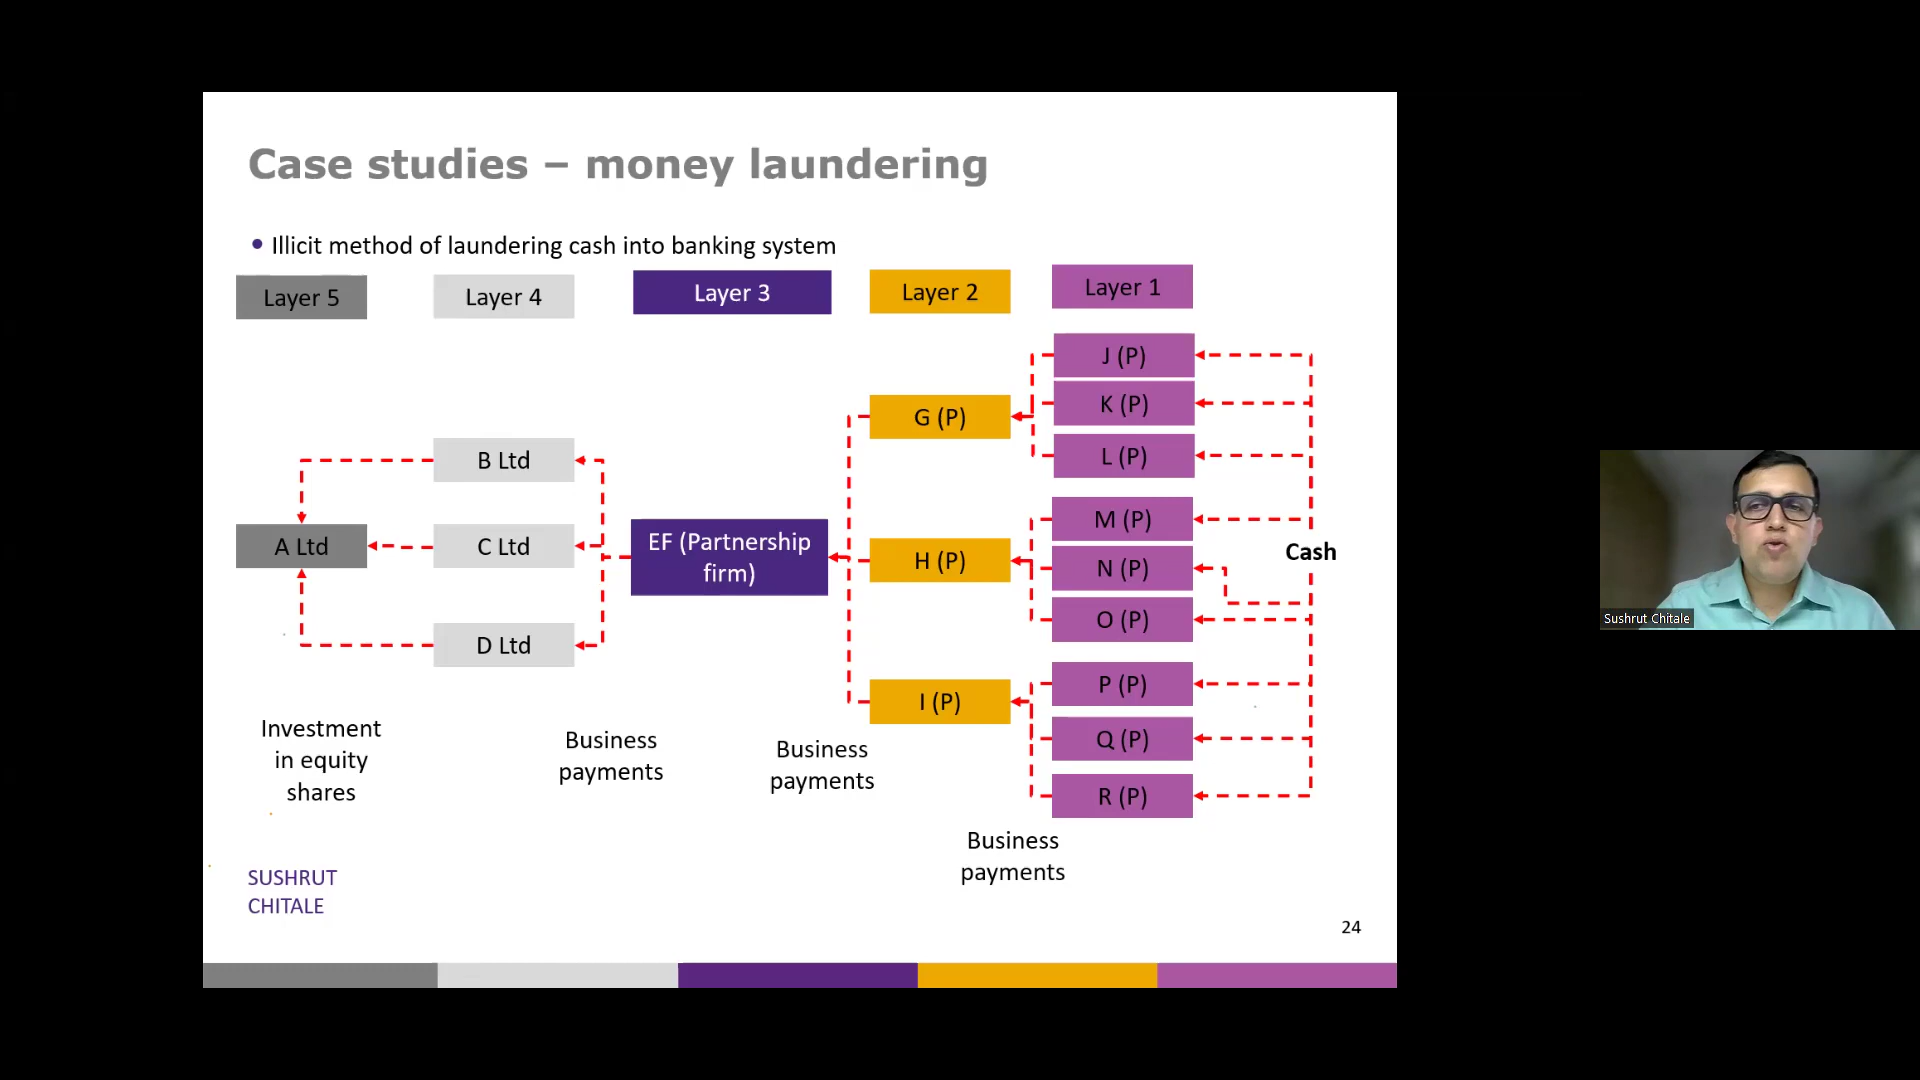 Case studies – money laundering
• Illicit method of laundering cash into banking system
Layer 5
Layer 4
Layer 3
Layer 2
Layer 1
J (P)
K (P)
L (P)
G (P)
M (P)
N (P)
O (P)
H (P)
P (P)
Q (P)
R (P)
I (P)
Cash
B Ltd
C Ltd
D Ltd
A Ltd
EF (Partnership
firm)
Investment
in equity
shares
Business
payments
Business
payments
Business
payments
SUSHRUT
CHITALE
24
Sushrut Chitale